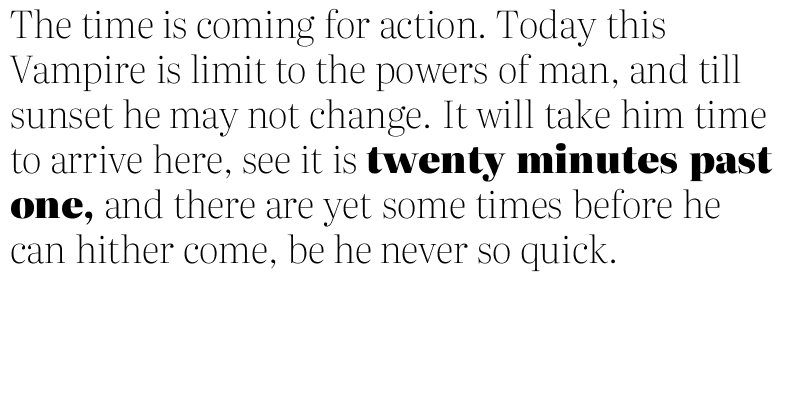 The time is coming for action. Today this
Vampire is limit to the powers of man, and till
sunset he may not change. It will take him time
to arrive here, see it is twenty minutes past
one, and there are yet some times before he
can hither come, be he never so quick.